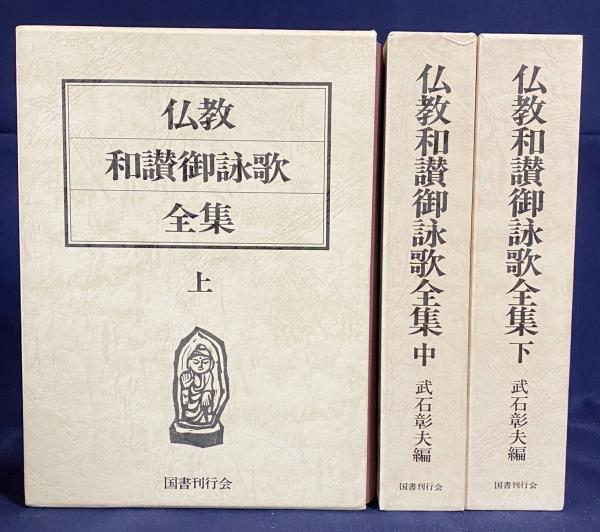 仏教
和讃御詠歌
全集
上
国書刊行会
仏教和讃御詠歌全集 中
武石彰夫編
国書刊行会
仏教和讃御詠歌全集 下
武石彰夫編
国書刊行会